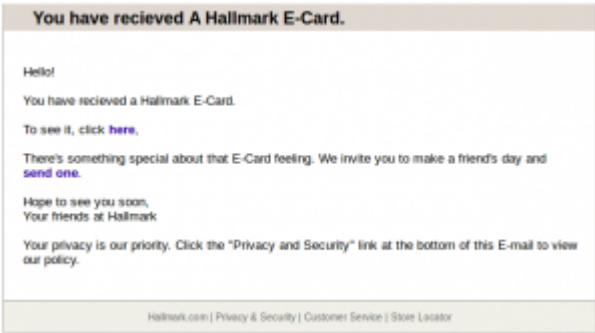 You have recieved A Hallmark E-Card.
Hello!
You have recieved a Hallmark E-Card.
To see it, click here,
There's something special about that E-Card feeling. We invite you to make a friend's day and
send one.
Hope to see you soon,
Your friends at Hallmark
Your privacy is our priority. Click the "Privacy and Security" link at the bottom of this E-mail to view
our policy.
Hallmark.com | Privacy & Security | Customer Service | Store Locator